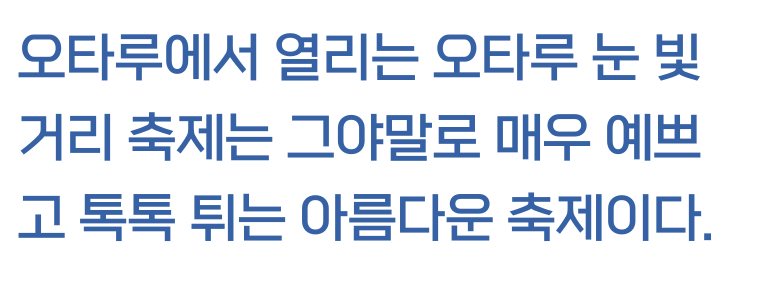 오타루에서 열리는 오타루 눈 빛
거리 축제는 그야말로 매우 예쁘
고 톡톡 튀는 아름다운 축제이다.